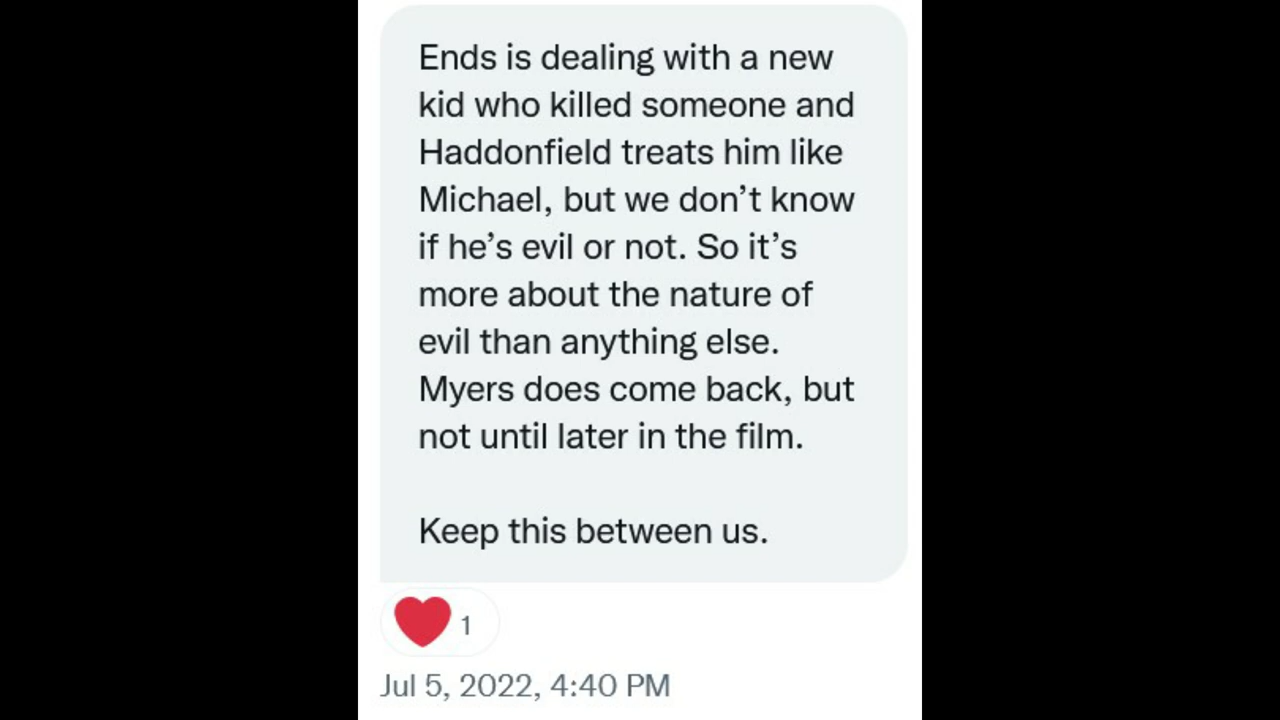 Ends is dealing with a new
kid who killed someone and
Haddonfield treats him like
Michael, but we don’t know
if he’s evil or not. So it’s
more about the nature of
evil than anything else.
Myers does come back, but
not until later in the film.
Keep this between us.
1
Jul 5, 2022, 4:40 PM